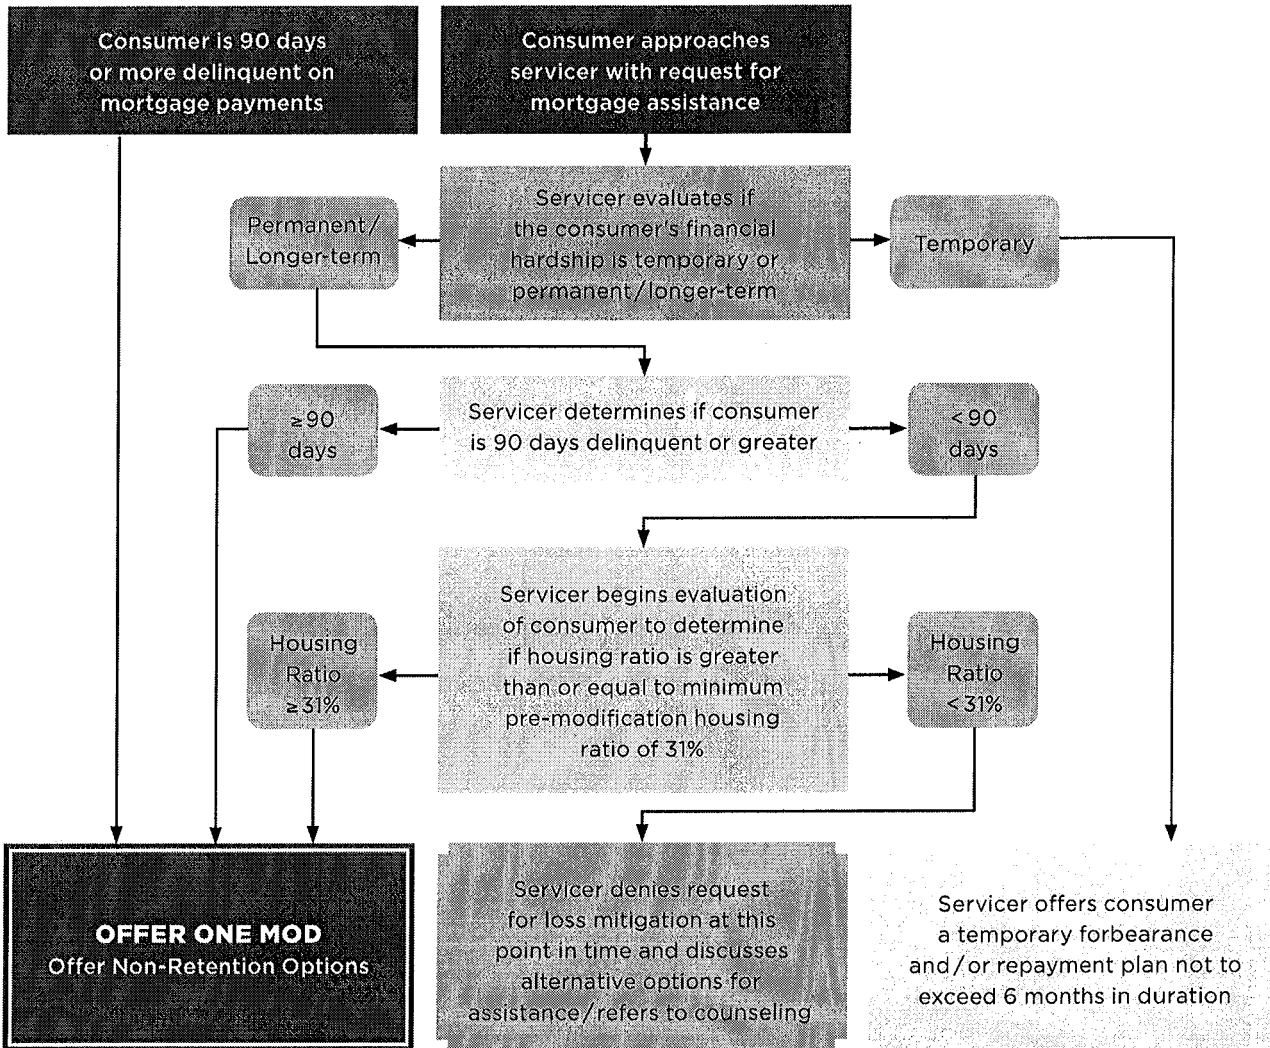 Consumer is 90 days
or more delinquent on
mortgage payments
Consumer approaches
servicer with request for
mortgage assistance
Permanent/
Longer-term
Servicer evaluates if
the consumer's financial
hardship is temporary or
permanent/longer-term
Temporary
≥90
days
Servicer determines if consumer
is 90 days delinquent or greater
<90
days
Housing
Ratio
≥31%
Servicer begins evaluation
of consumer to determine
if housing ratio is greater
than or equal to minimum
pre-modification housing
ratio of 31%
Housing
Ratio
<31%
OFFER ONE MOD
Offer Non-Retention Options
Servicer denies request
for loss mitigation at this
point in time and discusses
alternative options for
assistance/refers to counseling
Servicer offers consumer
a temporary forbearance
and/or repayment plan not to
exceed 6 months in duration